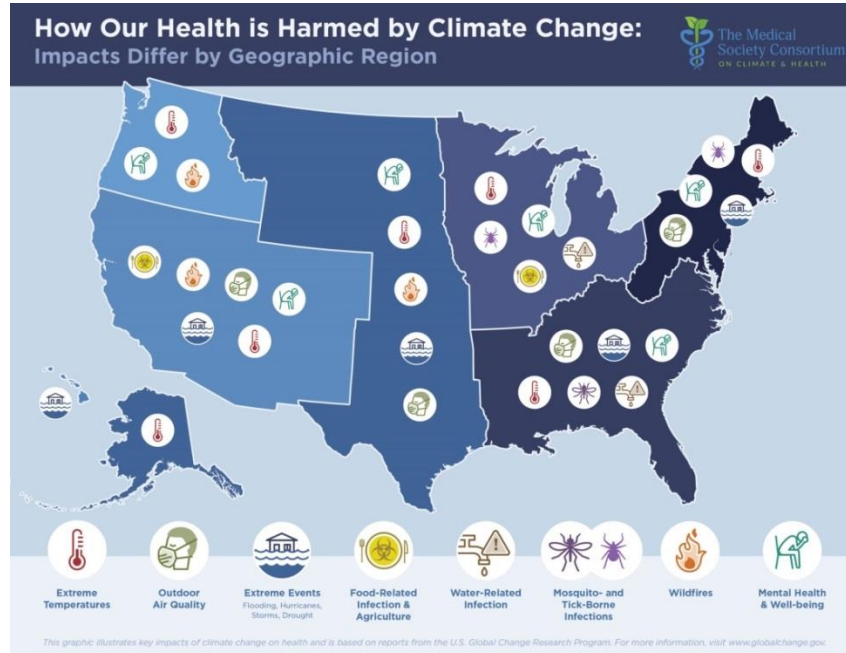 How Our Health is Harmed by Climate Change:
Impacts Differ by Geographic Region
The Medical
Society Consortium
ON CLIMATE & HEALTH
Extreme
Temperatures
Outdoor
Air Quality
Extreme Events
Flooding, Hurricanes,
Storms, Drought
Food-Related
Infection &
Agriculture
Water-Related
Infection
Mosquito- and
Tick-Borne
Infections
Wildfires
Mental Health
& Well-being
This graphic illustrates key impacts of climate change on health and is based on reports from the U.S. Global Change Research Program. For more information, visit www.globalchange.gov.